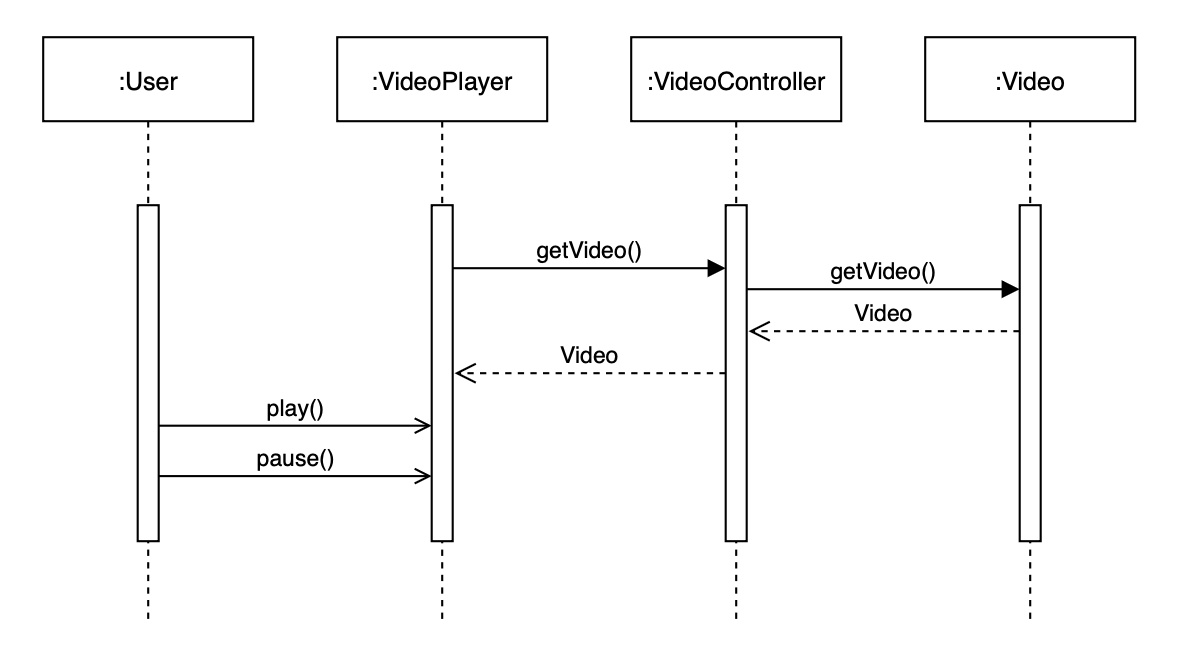 :User
:VideoPlayer
:VideoController
:Video
getVideo()
getVideo()
Video
Video
play()
pause()